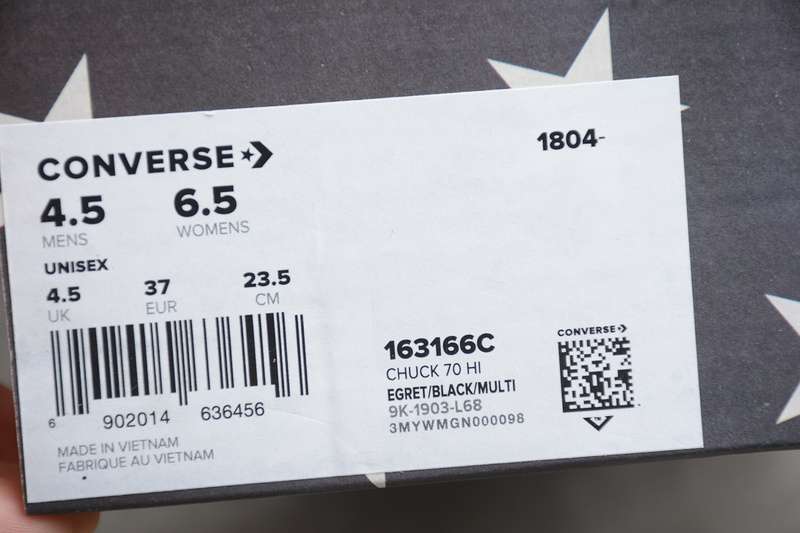 CONVERSE
1804-
4.5 6.5
MENS WOMENS
UNISEX
4.5 37 23.5
UK EUR CM
6 902014 636456
MADE IN VIETNAM
FABRIQUE AU VIETNAM
163166C
CHUCK 70 HI
EGRET/BLACK/MULTI
9K-1903-L68
3MYWMGN000098
CONVERSE